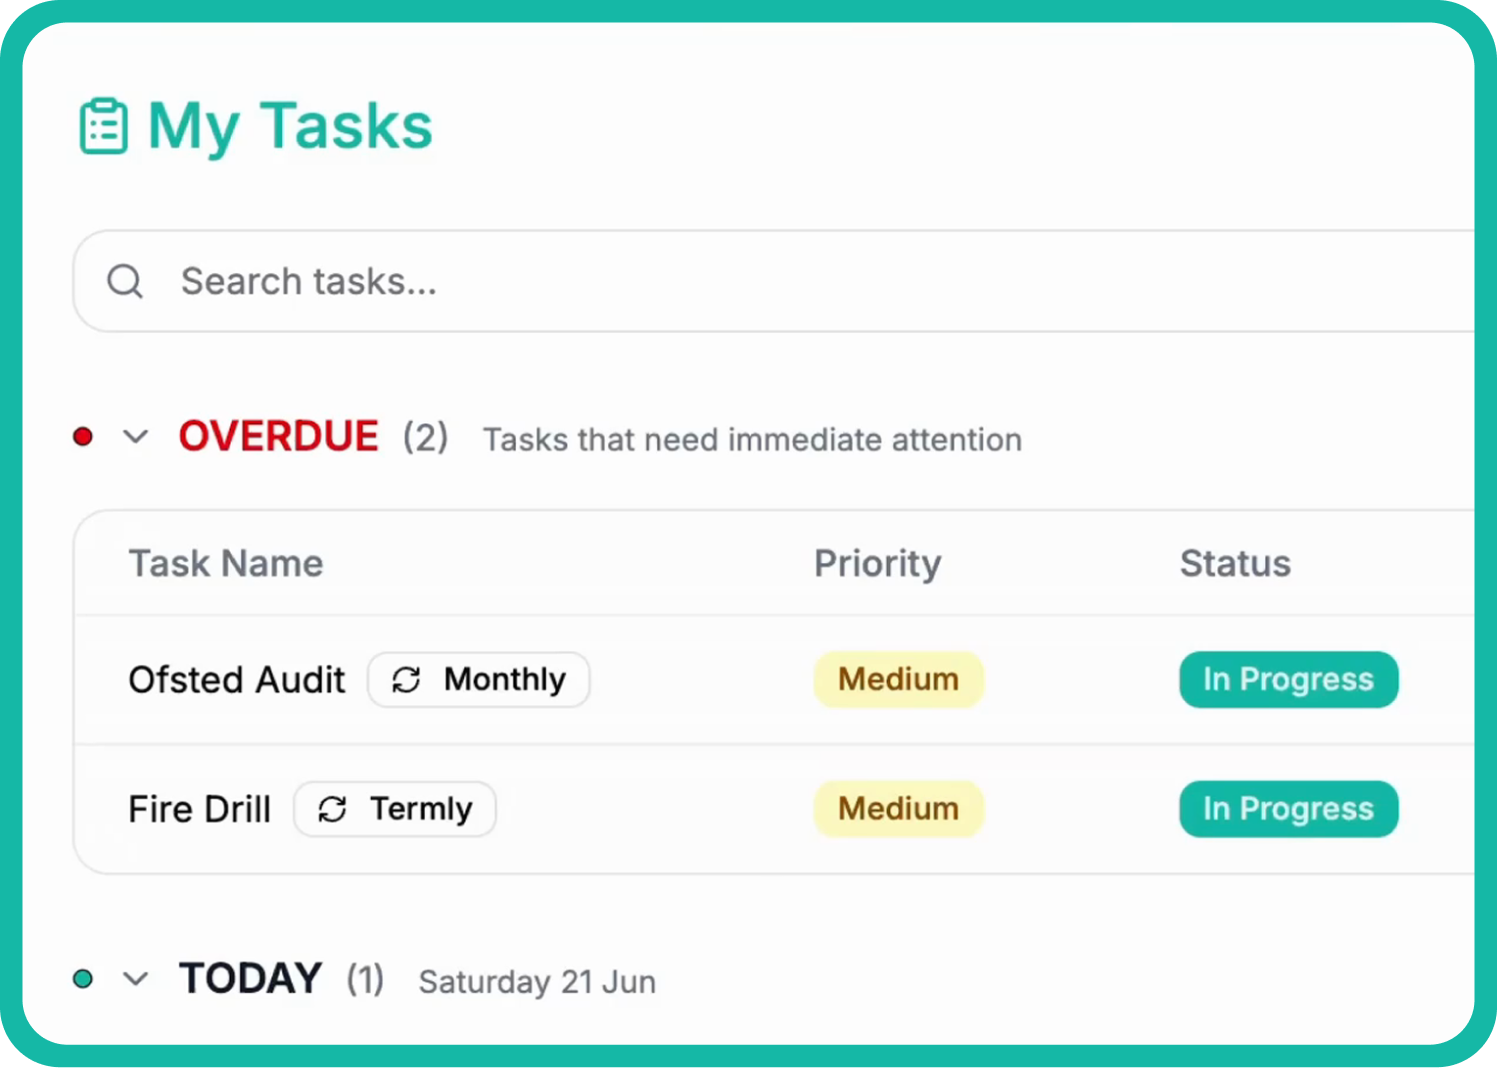 My Tasks
Search tasks...
OVERDUE (2) Tasks that need immediate attention
Task Name Priority Status
Ofsted Audit Monthly Medium In Progress
Fire Drill Termly Medium In Progress
TODAY (1) Saturday 21 Jun